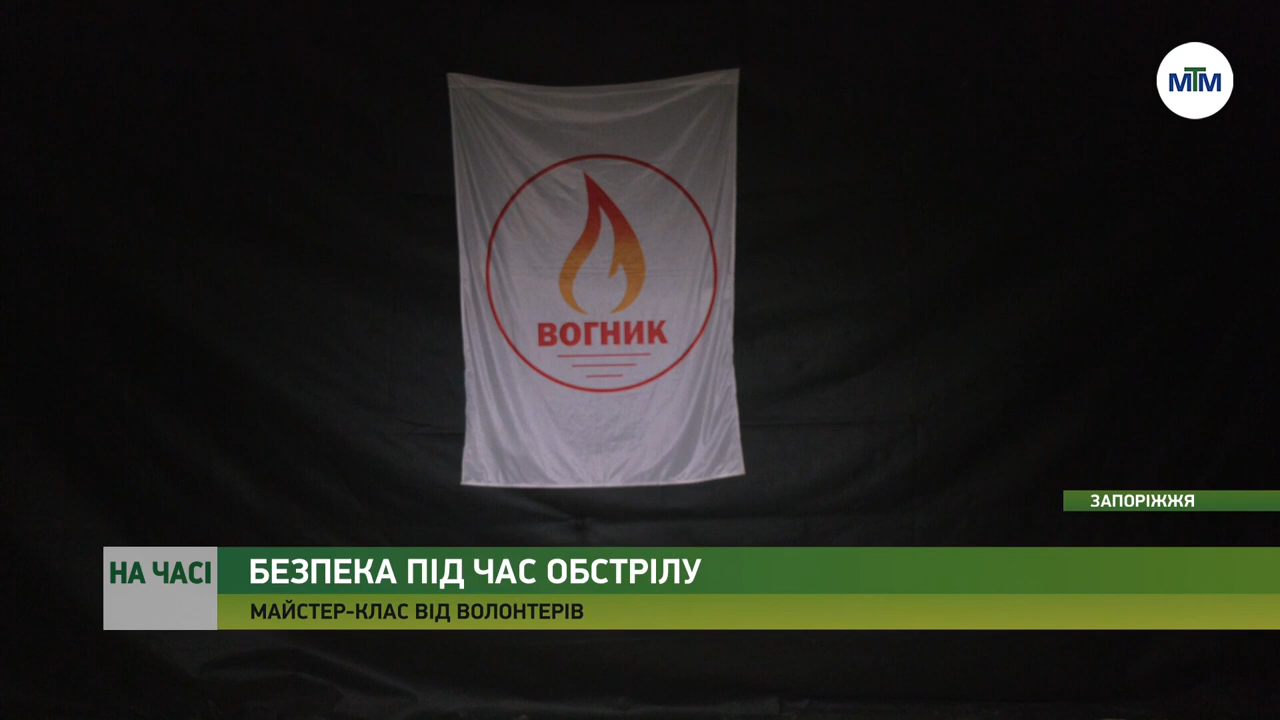 МТМ
ВОГНИК
ЗАПОРІЖЖЯ
НА ЧАСІ
БЕЗПЕКА ПІД ЧАС ОБСТРІЛУ
МАЙСТЕР-КЛАС ВІД ВОЛОНТЕРІВ